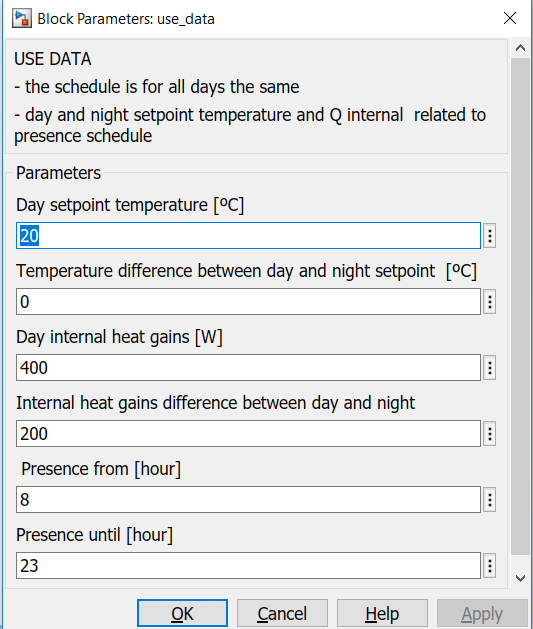 Block Parameters: use_data
USE DATA
- the schedule is for all days the same
- day and night setpoint temperature and Q internal  related to
presence schedule
Parameters
Day setpoint temperature [ºC]
20
Temperature difference between day and night setpoint  [ºC]
0
Day internal heat gains [W]
400
Internal heat gains difference between day and night
200
Presence from [hour]
8
Presence until [hour]
23
OK Cancel Help Apply